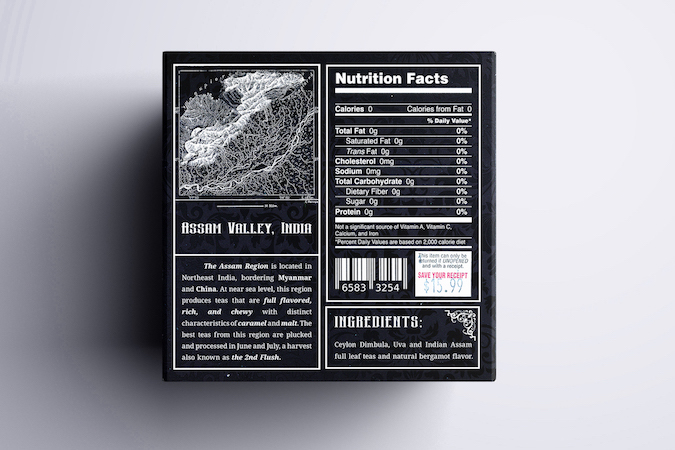 Assam Valley, India
The Assam Region is located in
Northeast India, bordering Myanmar
and China. At near sea level, this region
produces teas that are full flavored,
rich, and chewy with distinct
characteristics of caramel and malt. The
best teas from this region are plucked
and processed in June and July, a harvest
also known as the 2nd Flush.
Nutrition Facts
Calories 0 Calories from Fat 0
% Daily Value*
Total Fat 0g 0%
Saturated Fat 0g 0%
Trans Fat 0g 0%
Cholesterol 0mg 0%
Sodium 0mg 0%
Total Carbohydrate 0g 0%
Dietary Fiber 0g 0%
Sugar 0g 0%
Protein 0g 0%
Not a significant source of Vitamin A, Vitamin C,
Calcium, and Iron
*Percent Daily Values are based on 2,000 calorie diet
6583 3254
This item can only be
returned if UNOPENED
and with a receipt.
SAVE YOUR RECEIPT
$15.99
Ingredients:
Ceylon Dimbula, Uva and Indian Assam
full leaf teas and natural bergamot flavor.